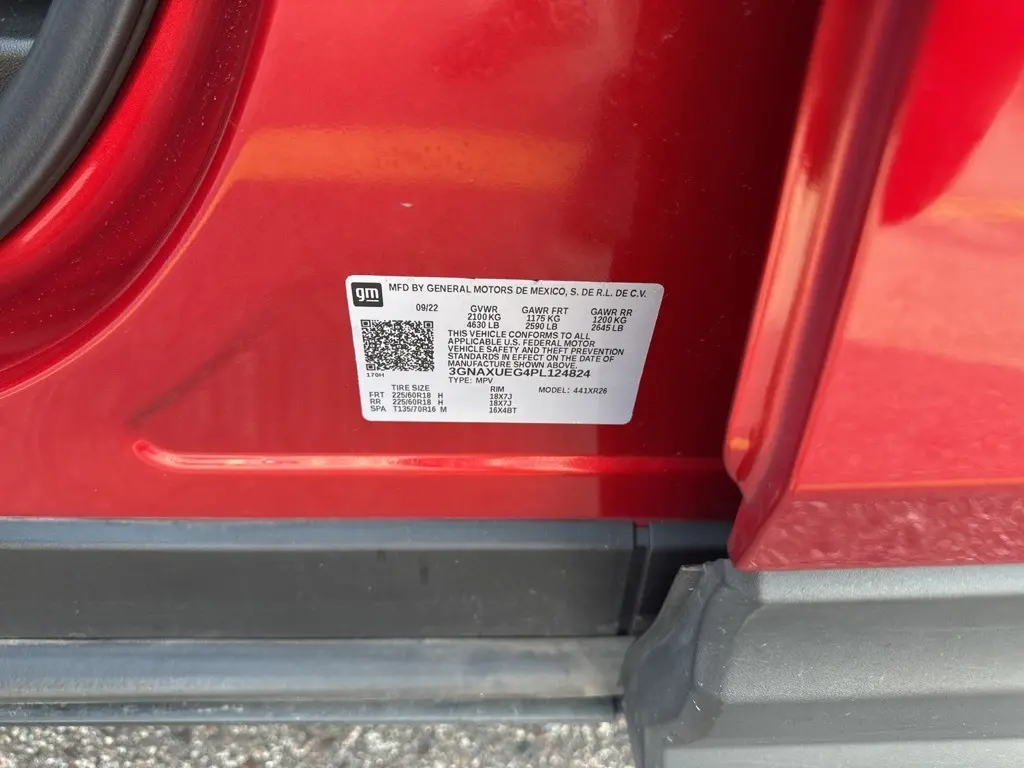 gm MFD BY GENERAL MOTORS DE MEXICO, S. DE R.L. DE C.V.
09/22 GVWR GAWR FRT GAWR RR
2100 KG 1175 KG 1200 KG
4630 LB 2590 LB 2645 LB
THIS VEHICLE CONFORMS TO ALL
APPLICABLE U.S. FEDERAL MOTOR
VEHICLE SAFETY AND THEFT PREVENTION
STANDARDS IN EFFECT ON THE DATE OF
MANUFACTURE SHOWN ABOVE.
170H 3GNAXUEG4PL124824
TYPE: MPV MODEL: 441XR26
TIRE SIZE RIM
FRT 225/60R18 H 18X7J
RR 225/60R18 H 18X7J
SPA T135/70R16 M 16X4BT